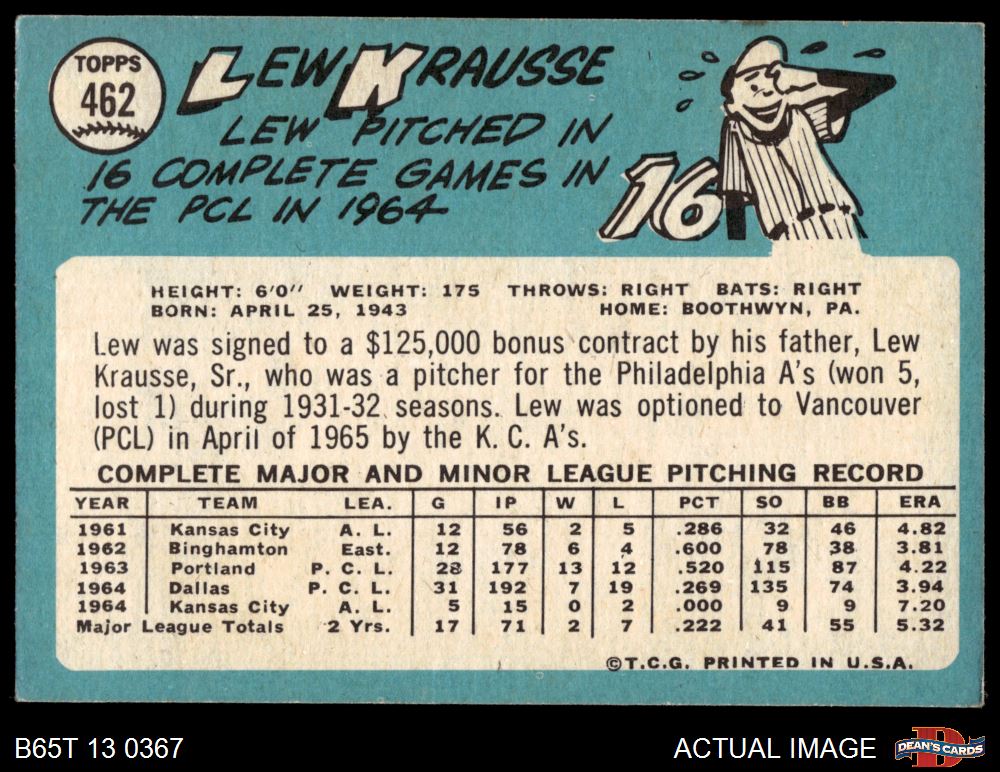 TOPPS
462
LEW KRAUSSE
LEW PITCHED IN
16 COMPLETE GAMES IN
THE PCL IN 1964
16
HEIGHT: 6'0" WEIGHT: 175 THROWS: RIGHT BATS: RIGHT
BORN: APRIL 25, 1943 HOME: BOOTHWYN, PA.
Lew was signed to a $125,000 bonus contract by his father, Lew
Krausse, Sr., who was a pitcher for the Philadelphia A's (won 5,
lost 1) during 1931-32 seasons. Lew was optioned to Vancouver
(PCL) in April of 1965 by the K. C. A's.
COMPLETE MAJOR AND MINOR LEAGUE PITCHING RECORD
YEAR TEAM LEA. G IP W L PCT SO BB ERA
1961 Kansas City A. L. 12 56 2 5 .286 32 46 4.82
1962 Binghamton East. 12 78 6 4 .600 78 38 3.81
1963 Portland P. C. L. 28 177 13 12 .520 115 87 4.22
1964 Dallas P. C. L. 31 192 7 19 .269 135 74 3.94
1964 Kansas City A. L. 5 15 0 2 .000 9 9 7.20
Major League Totals 2 Yrs. 17 71 2 7 .222 41 55 5.32
©T.C.G. PRINTED IN U.S.A.
B65T 13 0367 ACTUAL IMAGE D DEAN'S CARDS